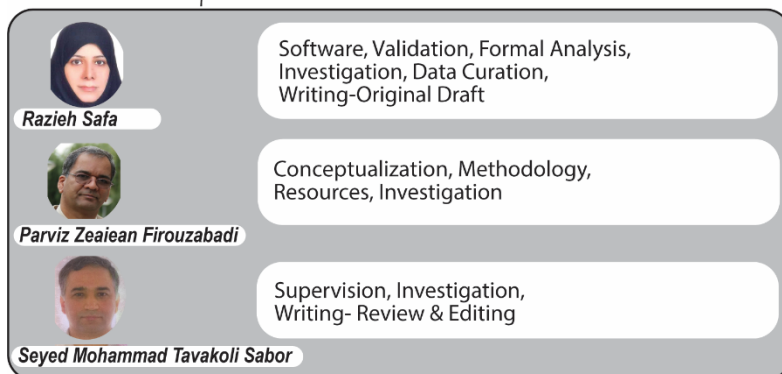 Software, Validation, Formal Analysis,
Investigation, Data Curation,
Writing-Original Draft
Razieh Safa
Conceptualization, Methodology,
Resources, Investigation
Parviz Zeaiean Firouzabadi
Supervision, Investigation,
Writing- Review & Editing
Seyed Mohammad Tavakoli Sabor